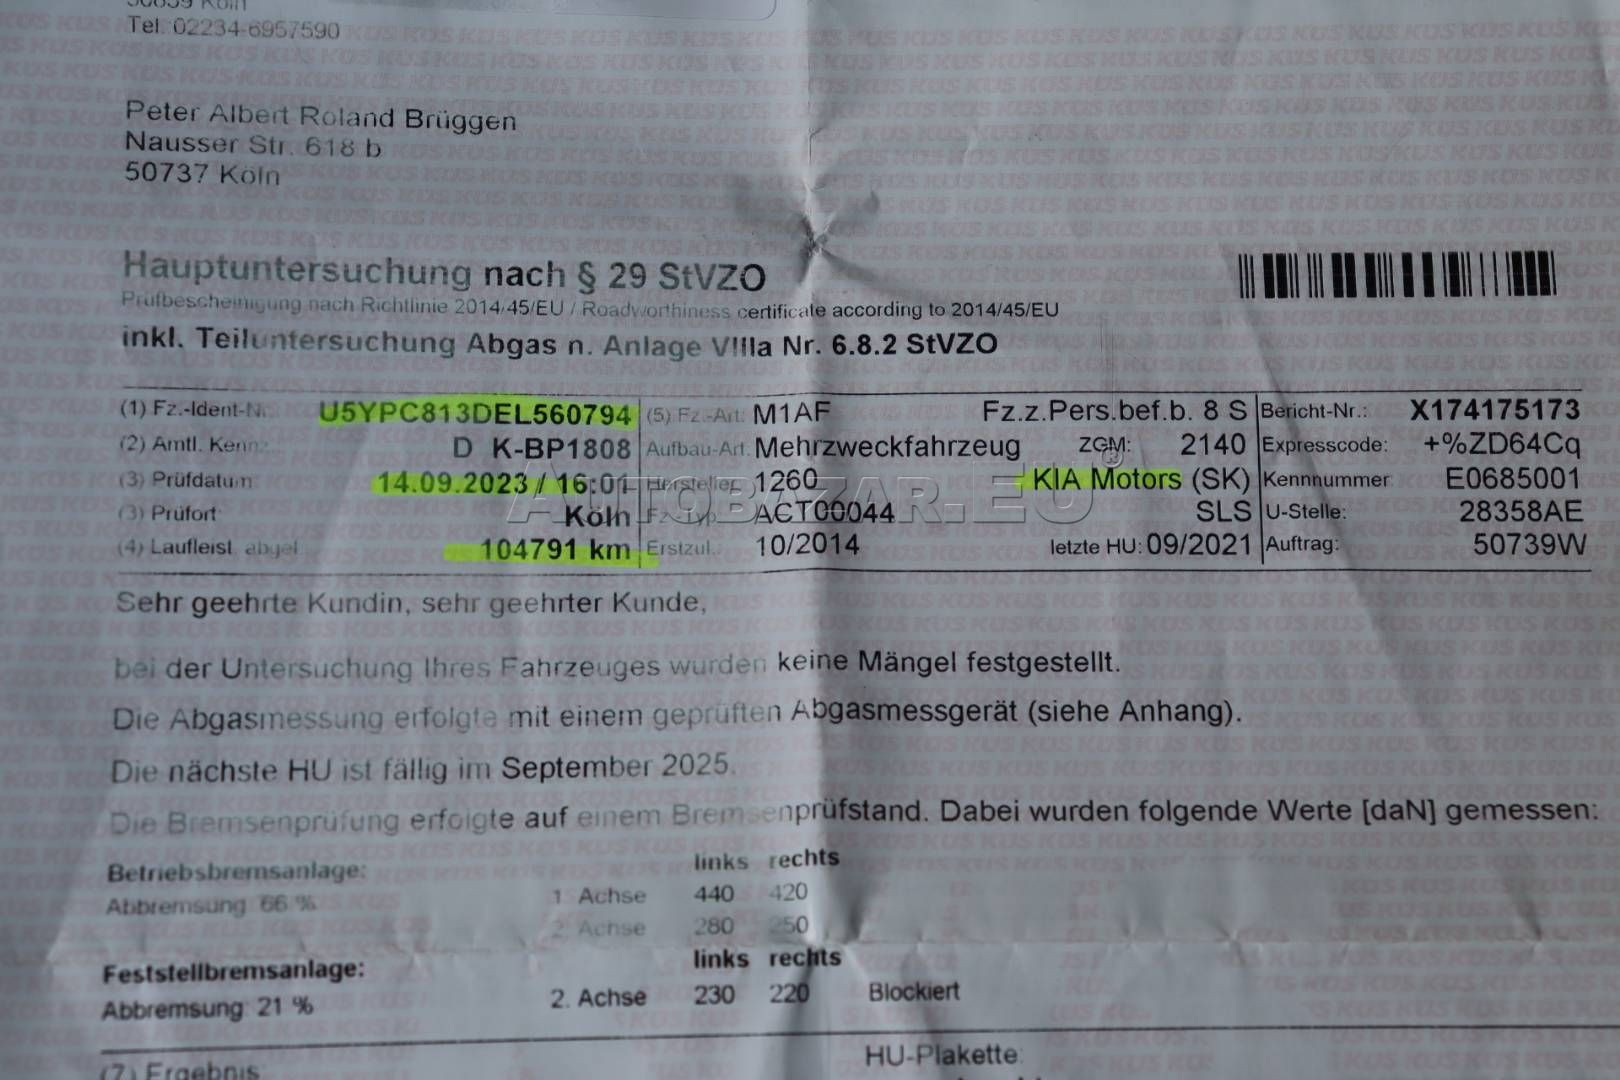 50859 Köln
Tel. 02234-6957590
Peter Albert Roland Brüggen
Nausser Str. 618 b
50737 Köln
Hauptuntersuchung nach § 29 StVZO
Prüfbescheinigung nach Richtlinie 2014/45/EU / Roadworthiness certificate according to 2014/45/EU
inkl. Teiluntersuchung Abgas n. Anlage VIIIa Nr. 6.8.2 StVZO
(1) Fz.-Ident-Nr. U5YPC813DEL560794 (5) Fz.-Art: M1AF Fz.z.Pers.bef.b. 8 S Bericht-Nr.: X174175173
(2) Amtl. Kennz. D K-BP1808 Aufbau-Art: Mehrzweckfahrzeug ZGM: 2140 Expresscode: +%ZD64Cq
(3) Prüfdatum 14.09.2023 / 16:01 Hersteller 1260 KIA Motors (SK) Kennnummer: E0685001
(3) Prüfort Köln Fz.-Typ: ACT00044 SLS U-Stelle: 28358AE
(4) Laufleist. abgel. 104791 km Erstzul.: 10/2014 letzte HU: 09/2021 Auftrag: 50739W
AUTOBAZAR.EU ®
Sehr geehrte Kundin, sehr geehrter Kunde,
bei der Untersuchung Ihres Fahrzeuges wurden keine Mängel festgestellt.
Die Abgasmessung erfolgte mit einem geprüften Abgasmessgerät (siehe Anhang).
Die nächste HU ist fällig im September 2025.
Die Bremsenprüfung erfolgte auf einem Bremsenprüfstand. Dabei wurden folgende Werte [daN] gemessen:
Betriebsbremsanlage: links rechts
Abbremsung 66 % 1 Achse 440 420
2 Achse 280 250
Feststellbremsanlage: links rechts
Abbremsung 21 % 2. Achse 230 220 Blockiert
HU-Plakette:
(7) Ergebnis